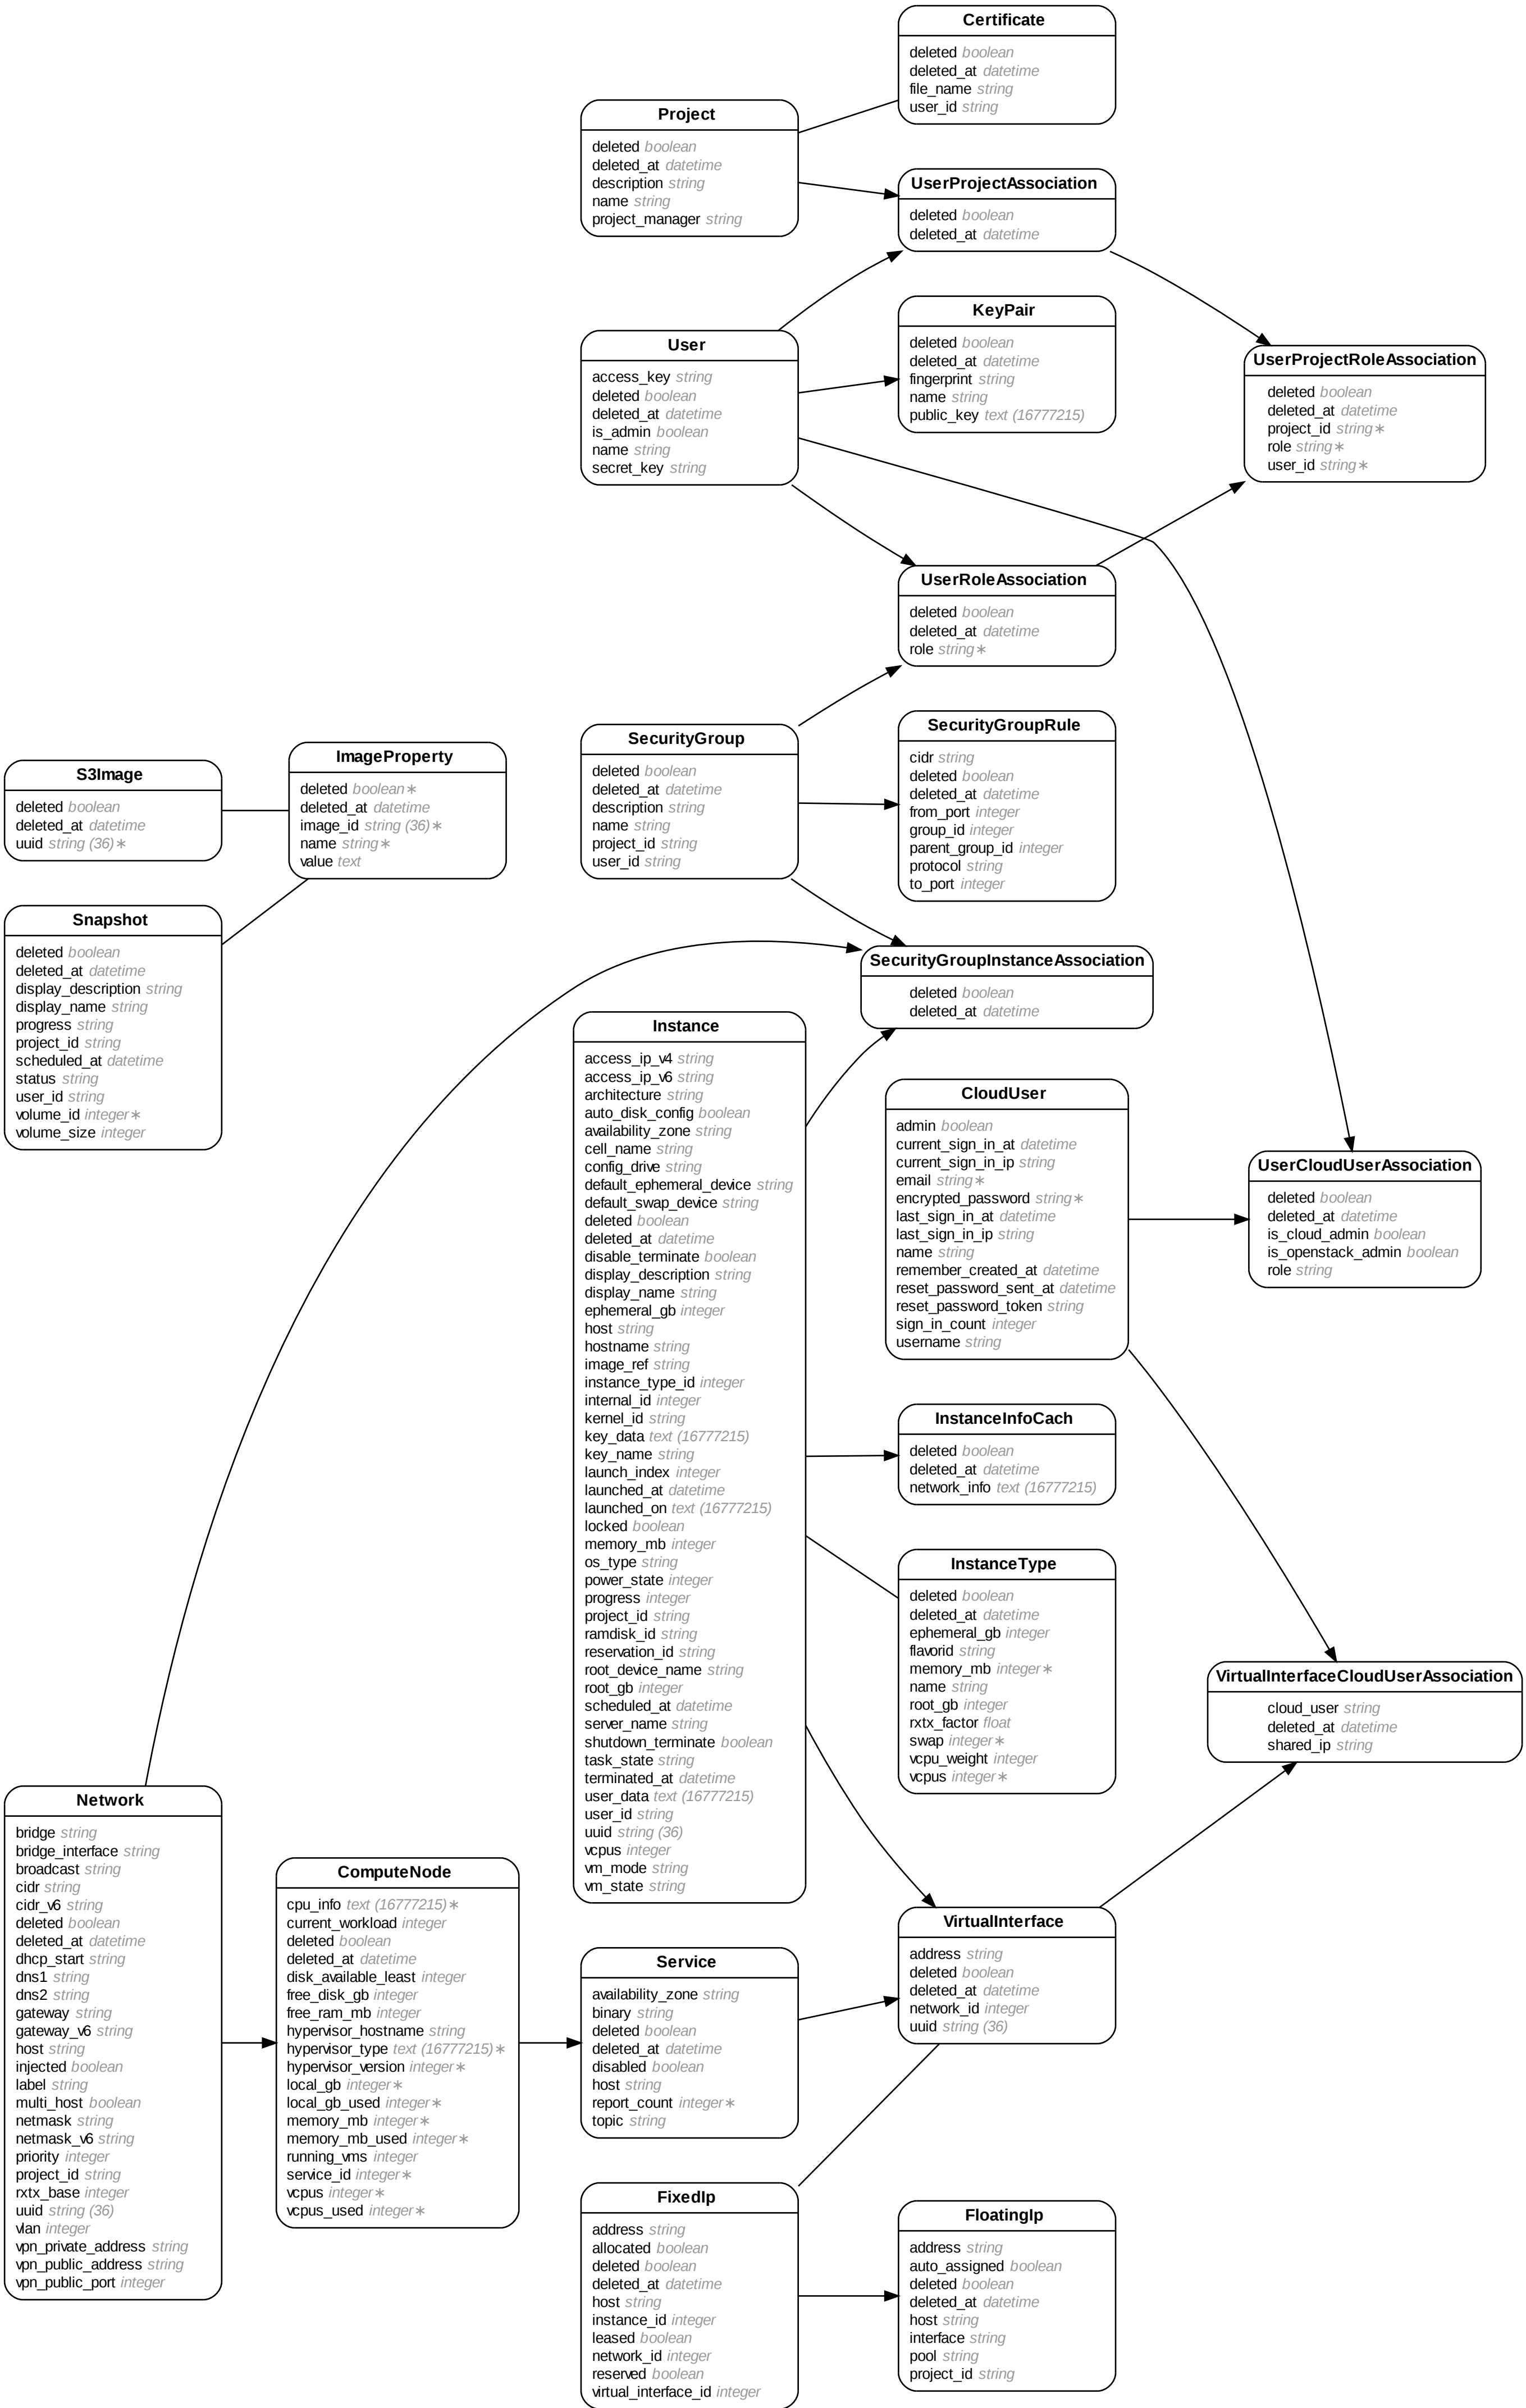 Certificate
deleted boolean
deleted_at datetime
file_name string
user_id string
Project
deleted boolean
deleted_at datetime
description string
name string
project_manager string
UserProjectAssociation
deleted boolean
deleted_at datetime
KeyPair
deleted boolean
deleted_at datetime
fingerprint string
name string
public_key text (16777215)
User
access_key string
deleted boolean
deleted_at datetime
is_admin boolean
name string
secret_key string
UserProjectRoleAssociation
deleted boolean
deleted_at datetime
project_id string∗
role string∗
user_id string∗
UserRoleAssociation
deleted boolean
deleted_at datetime
role string∗
SecurityGroup
deleted boolean
deleted_at datetime
description string
name string
project_id string
user_id string
SecurityGroupRule
cidr string
deleted boolean
deleted_at datetime
from_port integer
group_id integer
parent_group_id integer
protocol string
to_port integer
S3Image
deleted boolean
deleted_at datetime
uuid string (36)∗
ImageProperty
deleted boolean∗
deleted_at datetime
image_id string (36)∗
name string∗
value text
Snapshot
deleted boolean
deleted_at datetime
display_description string
display_name string
progress string
project_id string
scheduled_at datetime
status string
user_id string
volume_id integer∗
volume_size integer
SecurityGroupInstanceAssociation
deleted boolean
deleted_at datetime
Instance
access_ip_v4 string
access_ip_v6 string
architecture string
auto_disk_config boolean
availability_zone string
cell_name string
config_drive string
default_ephemeral_device string
default_swap_device string
deleted boolean
deleted_at datetime
disable_terminate boolean
display_description string
display_name string
ephemeral_gb integer
host string
hostname string
image_ref string
instance_type_id integer
internal_id integer
kernel_id string
key_data text (16777215)
key_name string
launch_index integer
launched_at datetime
launched_on text (16777215)
locked boolean
memory_mb integer
os_type string
power_state integer
progress integer
project_id string
ramdisk_id string
reservation_id string
root_device_name string
root_gb integer
scheduled_at datetime
server_name string
shutdown_terminate boolean
task_state string
terminated_at datetime
user_data text (16777215)
user_id string
uuid string (36)
vcpus integer
vm_mode string
vm_state string
CloudUser
admin boolean
current_sign_in_at datetime
current_sign_in_ip string
email string∗
encrypted_password string∗
last_sign_in_at datetime
last_sign_in_ip string
name string
remember_created_at datetime
reset_password_sent_at datetime
reset_password_token string
sign_in_count integer
username string
UserCloudUserAssociation
deleted boolean
deleted_at datetime
is_cloud_admin boolean
is_openstack_admin boolean
role string
InstanceInfoCach
deleted boolean
deleted_at datetime
network_info text (16777215)
InstanceType
deleted boolean
deleted_at datetime
ephemeral_gb integer
flavorid string
memory_mb integer∗
name string
root_gb integer
rxtx_factor float
swap integer∗
vcpu_weight integer
vcpus integer∗
VirtualInterfaceCloudUserAssociation
cloud_user string
deleted_at datetime
shared_ip string
Network
bridge string
bridge_interface string
broadcast string
cidr string
cidr_v6 string
deleted boolean
deleted_at datetime
dhcp_start string
dns1 string
dns2 string
gateway string
gateway_v6 string
host string
injected boolean
label string
multi_host boolean
netmask string
netmask_v6 string
priority integer
project_id string
rxtx_base integer
uuid string (36)
vlan integer
vpn_private_address string
vpn_public_address string
vpn_public_port integer
ComputeNode
cpu_info text (16777215)∗
current_workload integer
deleted boolean
deleted_at datetime
disk_available_least integer
free_disk_gb integer
free_ram_mb integer
hypervisor_hostname string
hypervisor_type text (16777215)∗
hypervisor_version integer∗
local_gb integer∗
local_gb_used integer∗
memory_mb integer∗
memory_mb_used integer∗
running_vms integer
service_id integer∗
vcpus integer∗
vcpus_used integer∗
Service
availability_zone string
binary string
deleted boolean
deleted_at datetime
disabled boolean
host string
report_count integer∗
topic string
VirtualInterface
address string
deleted boolean
deleted_at datetime
network_id integer
uuid string (36)
FixedIp
address string
allocated boolean
deleted boolean
deleted_at datetime
host string
instance_id integer
leased boolean
network_id integer
reserved boolean
virtual_interface_id integer
FloatingIp
address string
auto_assigned boolean
deleted boolean
deleted_at datetime
host string
interface string
pool string
project_id string